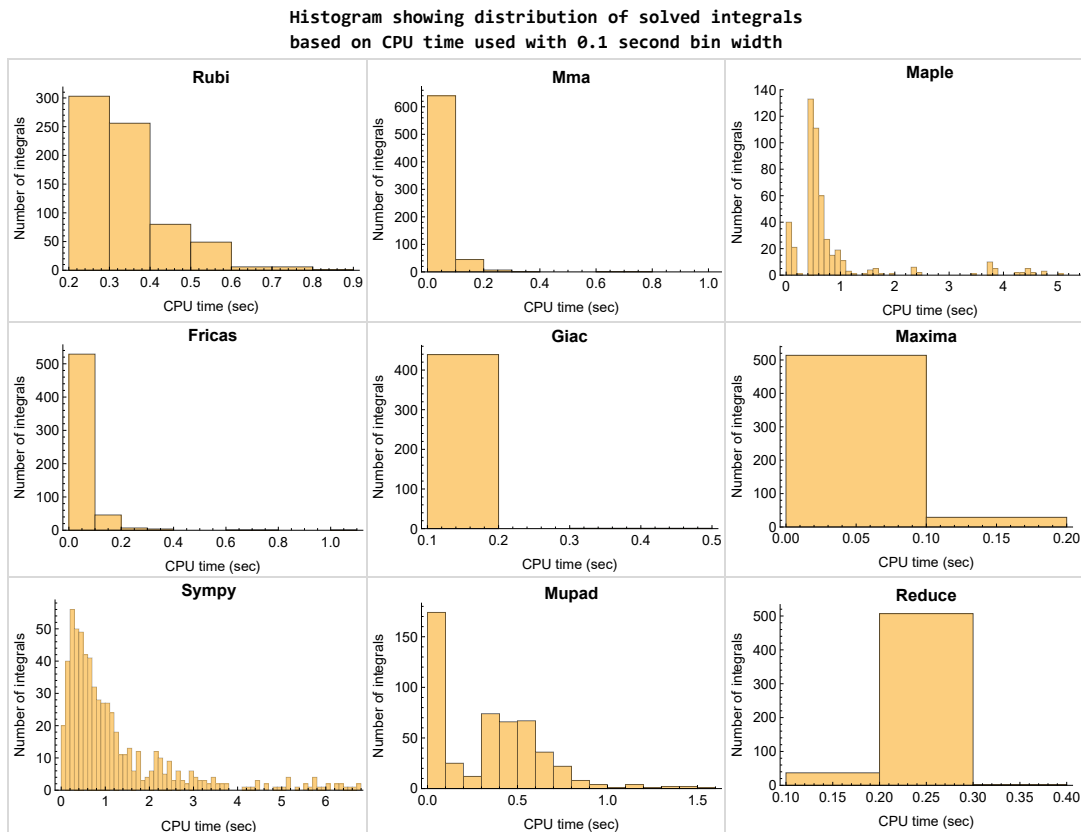 Histogram showing distribution of solved integrals
based on CPU time used with 0.1 second bin width
Rubi
Number of integrals
300
250
200
150
100
50
0
0.2 0.3 0.4 0.5 0.6 0.7 0.8 0.9
CPU time (sec)
Mma
Number of integrals
600
500
400
300
200
100
0
0.0 0.2 0.4 0.6 0.8 1.0
CPU time (sec)
Maple
Number of integrals
140
120
100
80
60
40
20
0
0 1 2 3 4 5
CPU time (sec)
Fricas
Number of integrals
500
400
300
200
100
0
0.0 0.2 0.4 0.6 0.8 1.0
CPU time (sec)
Giac
Number of integrals
400
300
200
100
0
0.1 0.2 0.3 0.4 0.5
CPU time (sec)
Maxima
Number of integrals
500
400
300
200
100
0
0.00 0.05 0.10 0.15 0.20
CPU time (sec)
Sympy
Number of integrals
50
40
30
20
10
0
0 1 2 3 4 5 6
CPU time (sec)
Mupad
Number of integrals
150
100
50
0
0.0 0.5 1.0 1.5
CPU time (sec)
Reduce
Number of integrals
500
400
300
200
100
0
0.10 0.15 0.20 0.25 0.30 0.35 0.40
CPU time (sec)